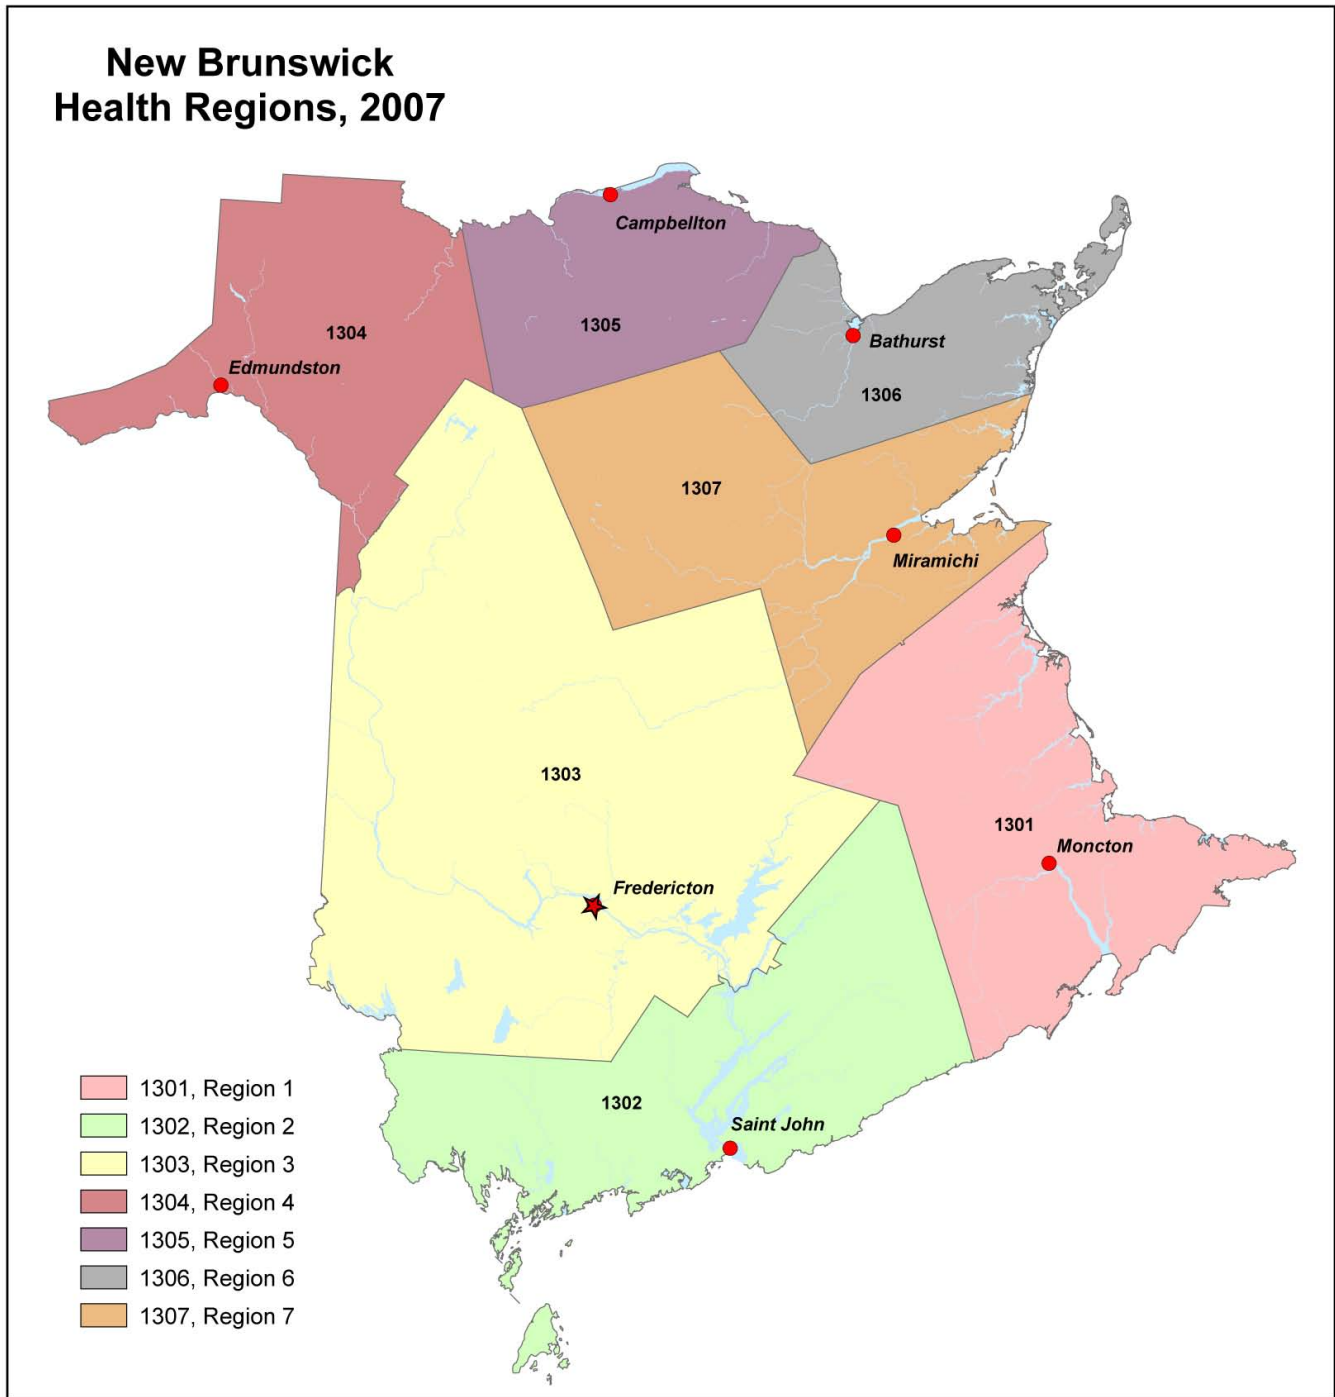 New Brunswick
Health Regions, 2007
Campbellton
1305
1304
Bathurst
Edmundston
1306
1307
Miramichi
1303
1301
Moncton
Fredericton
1302
Saint John
1301, Region 1
1302, Region 2
1303, Region 3
1304, Region 4
1305, Region 5
1306, Region 6
1307, Region 7